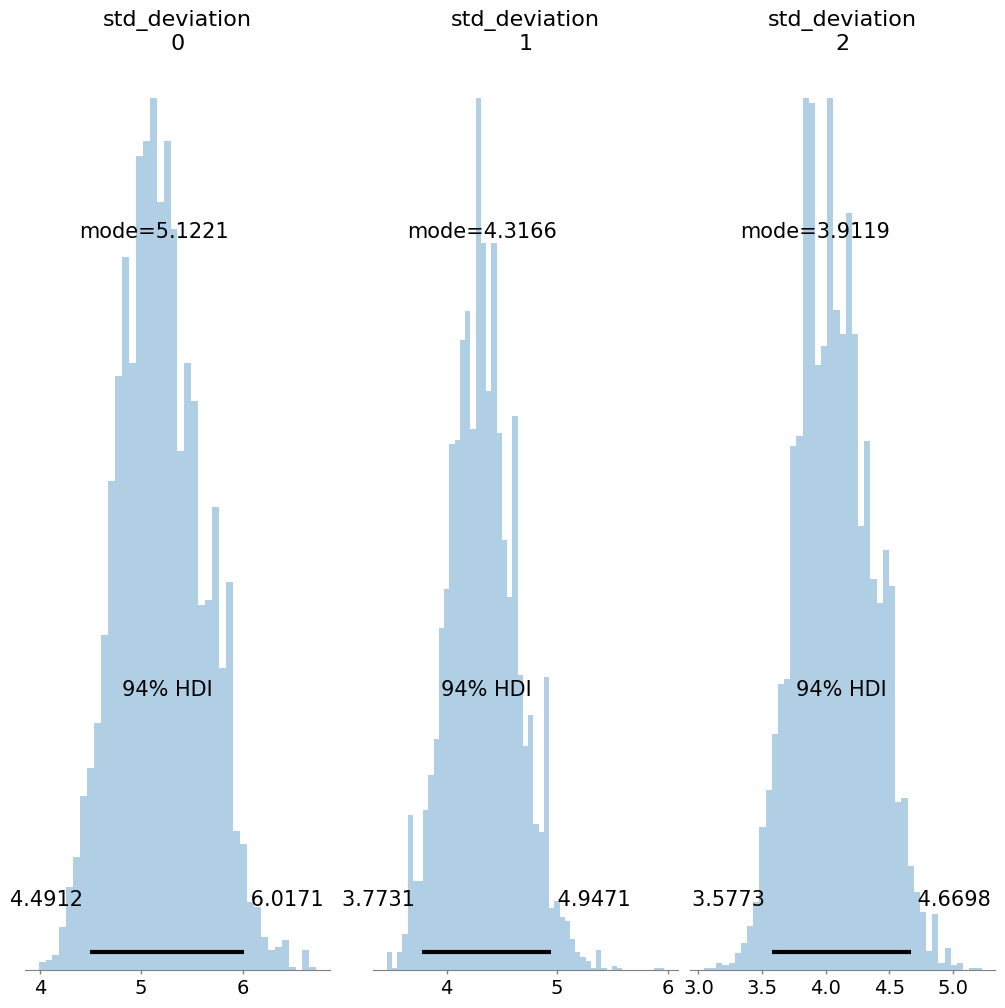 std_deviation
0
std_deviation
1
std_deviation
2
mode=5.1221
mode=4.3166
mode=3.9119
94% HDI
94% HDI
94% HDI
4.4912
6.0171
3.7731
4.9471
3.5773
4.6698
4 5 6
4 5 6
3.0 3.5 4.0 4.5 5.0